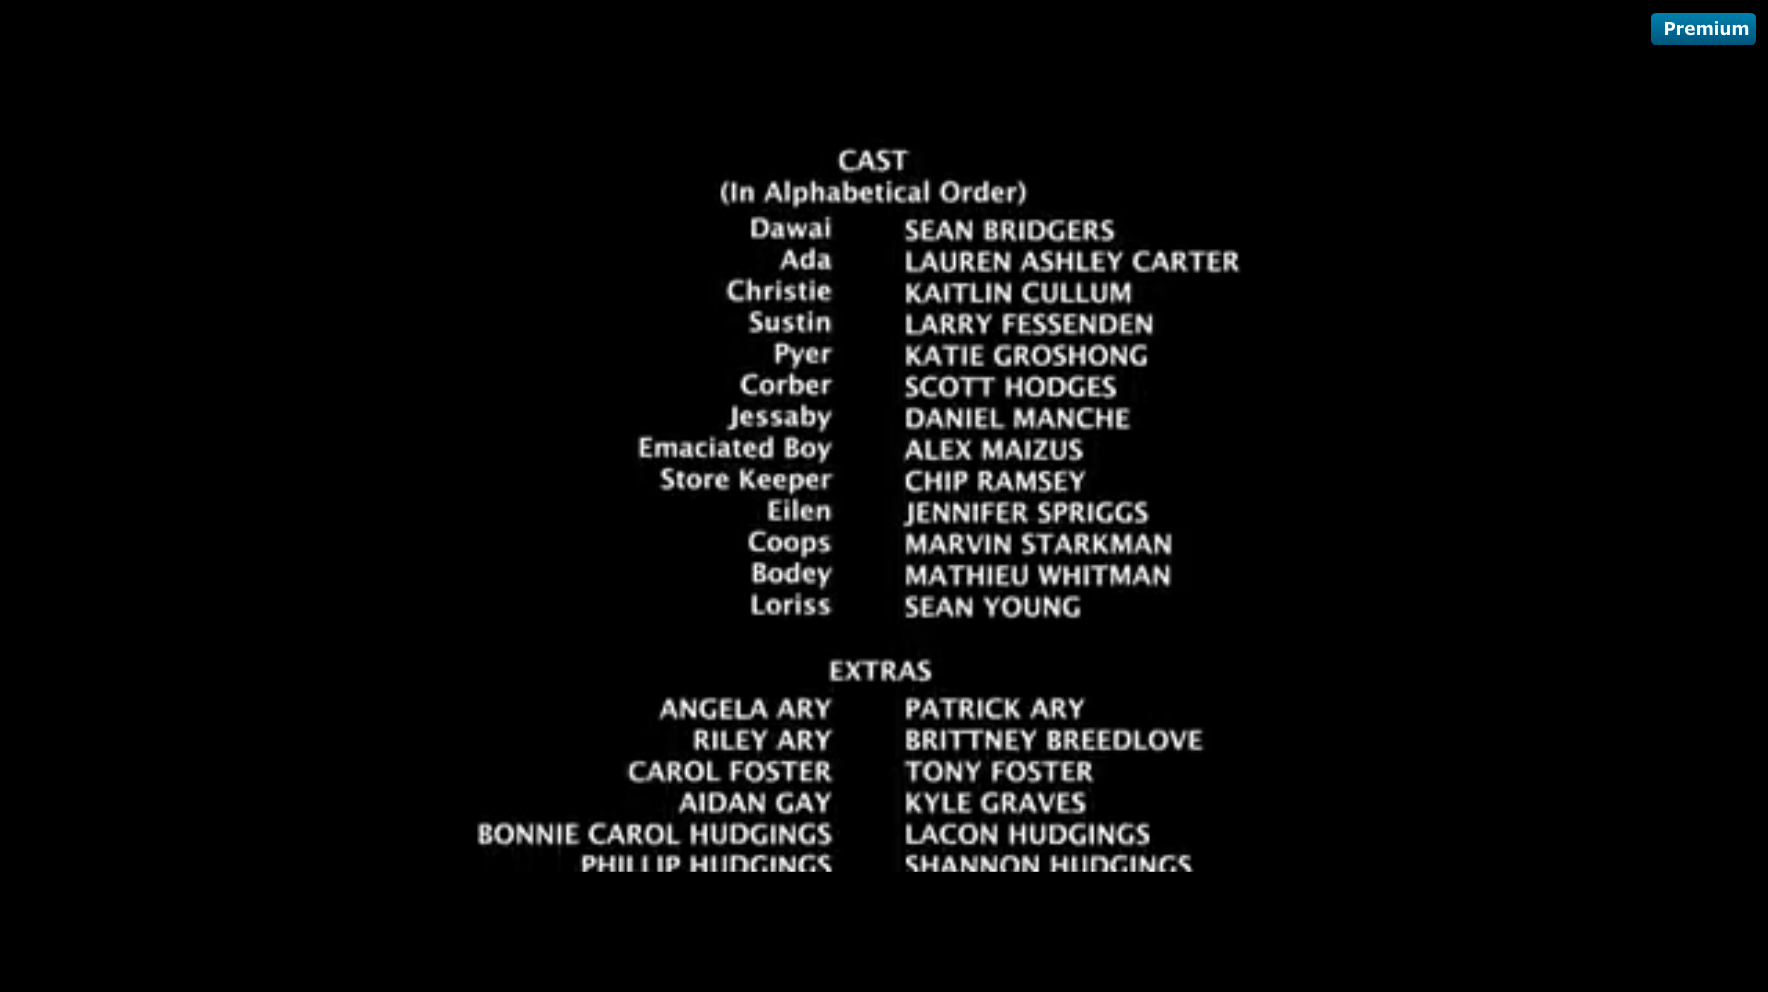 Premium
CAST
(In Alphabetical Order)
Dawai SEAN BRIDGERS
Ada LAUREN ASHLEY CARTER
Christie KAITLIN CULLUM
Sustin LARRY FESSENDEN
Pyer KATIE GROSHONG
Corber SCOTT HODGES
Jessaby DANIEL MANCHE
Emaciated Boy ALEX MAIZUS
Store Keeper CHIP RAMSEY
Eilen JENNIFER SPRIGGS
Coops MARVIN STARKMAN
Bodey MATHIEU WHITMAN
Loriss SEAN YOUNG
EXTRAS
ANGELA ARY PATRICK ARY
RILEY ARY BRITTNEY BREEDLOVE
CAROL FOSTER TONY FOSTER
AIDAN GAY KYLE GRAVES
BONNIE CAROL HUDGINGS LACON HUDGINGS
PHILLIP HUDGINGS SHANNON HUDGINGS